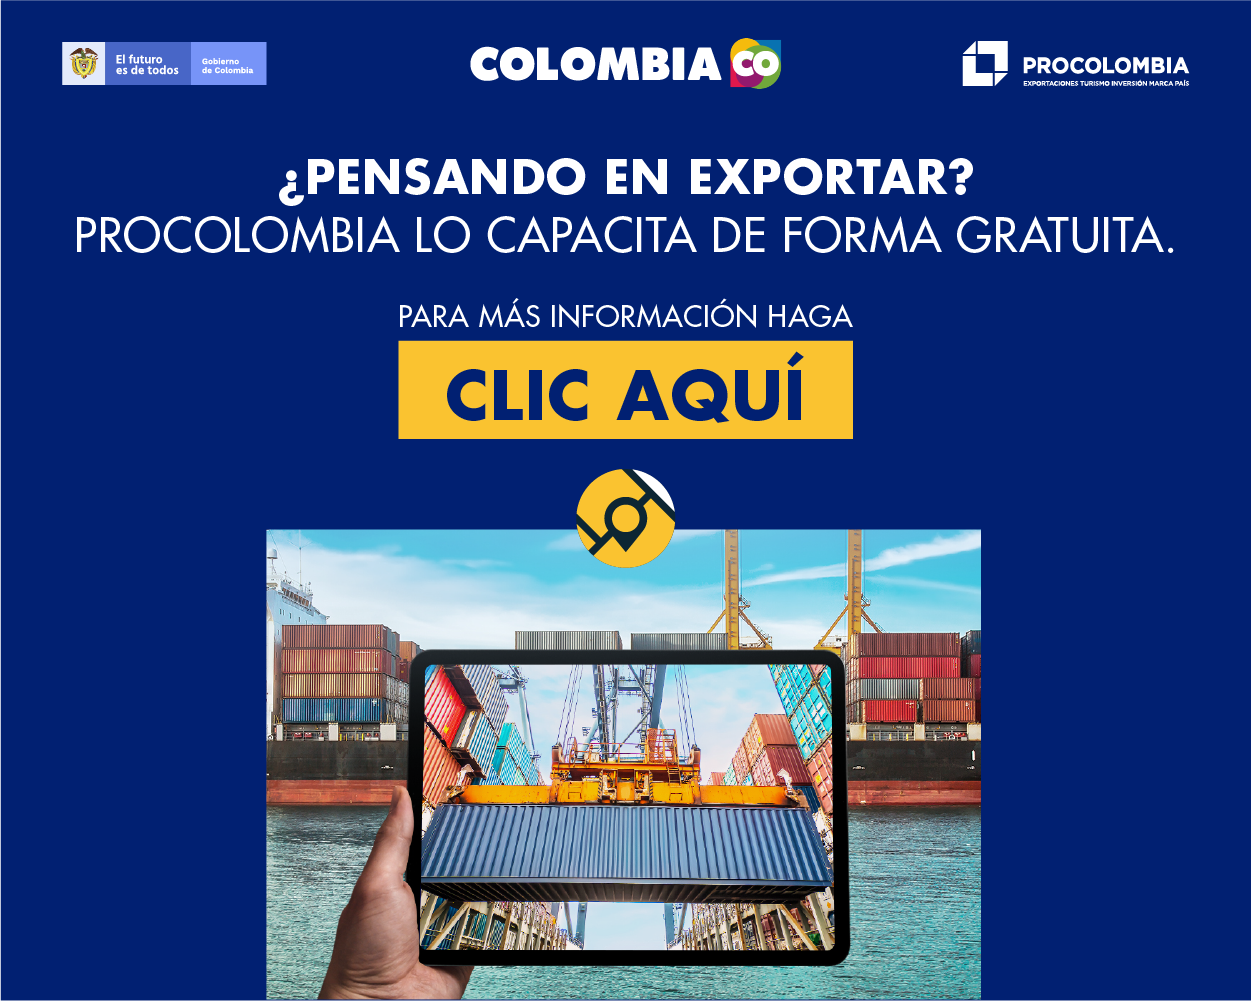 El futuro
es de todos
Gobierno
de Colombia
COLOMBIA CO
PROCOLOMBIA
EXPORTACIONES TURISMO INVERSIÓN MARCA PAÍS
¿PENSANDO EN EXPORTAR?
PROCOLOMBIA LO CAPACITA DE FORMA GRATUITA.
PARA MÁS INFORMACIÓN HAGA
CLIC AQUÍ